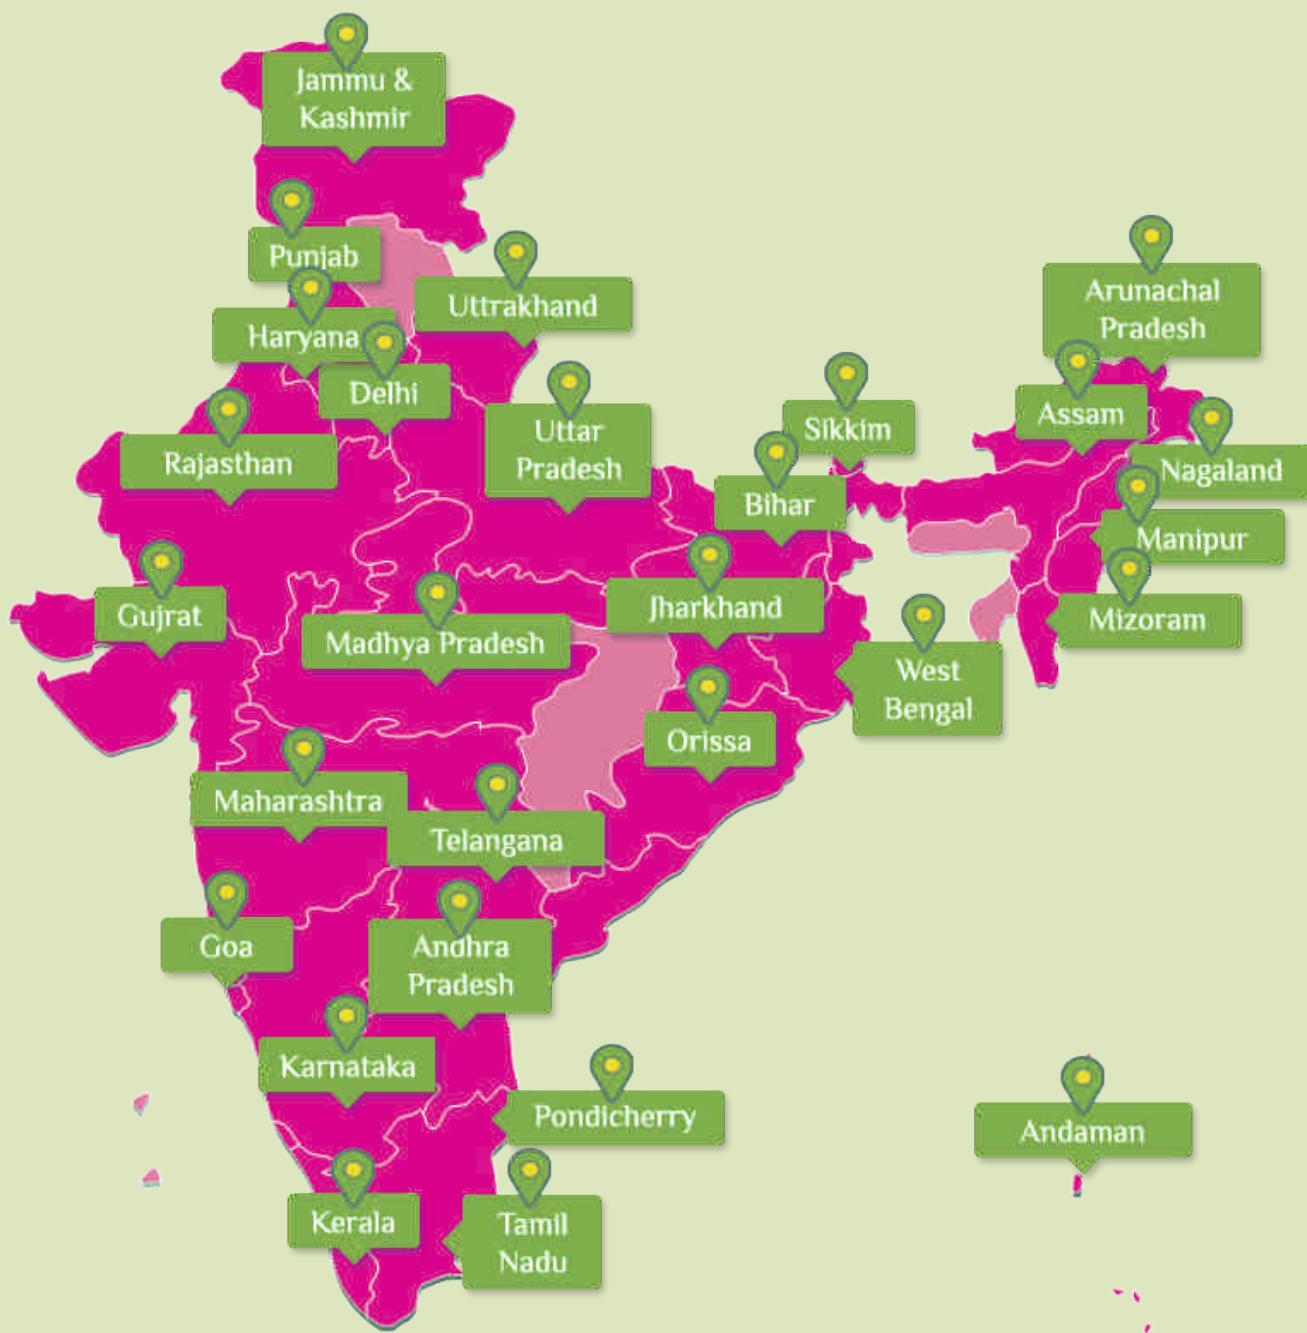 Jammu &
Kashmir
Punjab
Uttrakhand
Arunachal
Pradesh
Haryana
Delhi
Assam
Sikkim
Uttar
Pradesh
Rajasthan
Nagaland
Bihar
Manipur
Jharkhand
Gujrat
Mizoram
Madhya Pradesh
West
Bengal
Orissa
Maharashtra
Telangana
Goa
Andhra
Pradesh
Karnataka
Pondicherry
Andaman
Kerala
Tamil
Nadu